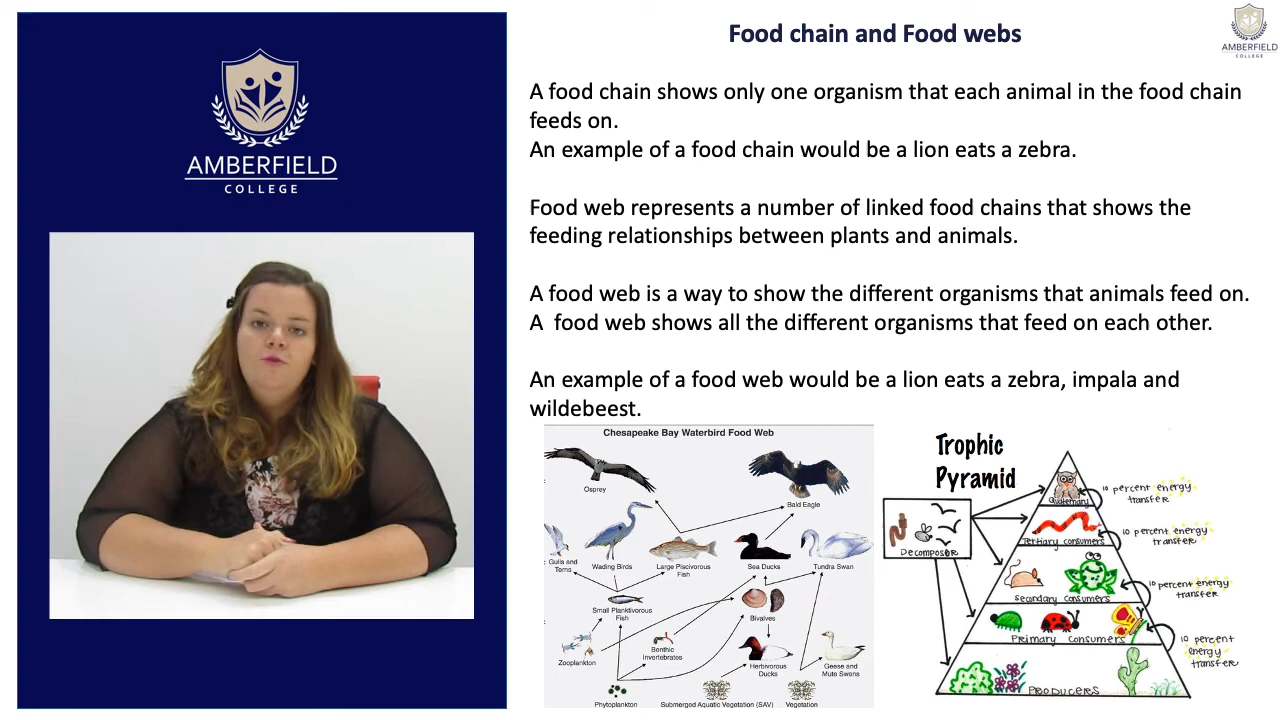 AMBERFIELD
COLLEGE
Food chain and Food webs
AMBERFIELD
COLLEGE
A food chain shows only one organism that each animal in the food chain
feeds on.
An example of a food chain would be a lion eats a zebra.
Food web represents a number of linked food chains that shows the
feeding relationships between plants and animals.
A food web is a way to show the different organisms that animals feed on.
A  food web shows all the different organisms that feed on each other.
An example of a food web would be a lion eats a zebra, impala and
wildebeest.
Chesapeake Bay Waterbird Food Web
Osprey
Bald Eagle
Gulls and
Terns
Wading Birds
Large Piscivorous
Fish
Sea Ducks
Tundra Swan
Small Planktivorous
Fish
Bivalves
Zooplankton
Benthic
Invertebrates
Herbivorous
Ducks
Geese and
Mute Swans
Phytoplankton
Submerged Aquatic Vegetation (SAV)
Vegetation
Trophic
Pyramid
Decomposer
Quaternary
10 percent energy
transfer
Tertiary consumers
10 percent energy
transfer
Secondary consumers
10 percent energy
transfer
Primary consumers
10 percent
energy
transfer
PRODUCERS